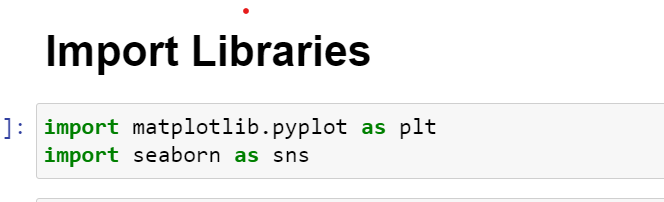 Import Libraries
]: import matplotlib.pyplot as plt
import seaborn as sns